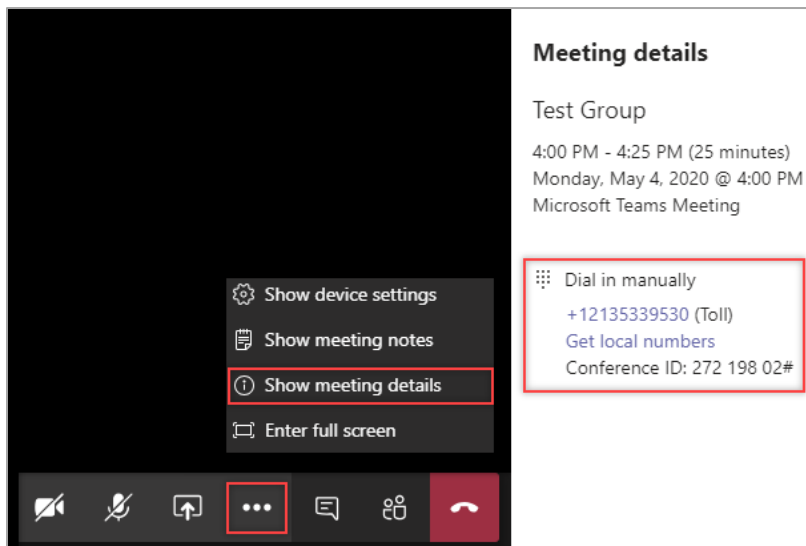 Meeting details
Test Group
4:00 PM - 4:25 PM (25 minutes)
Monday, May 4, 2020 @ 4:00 PM
Microsoft Teams Meeting
Dial in manually
+12135339530 (Toll)
Get local numbers
Conference ID: 272 198 02#
Show device settings
Show meeting notes
Show meeting details
Enter full screen